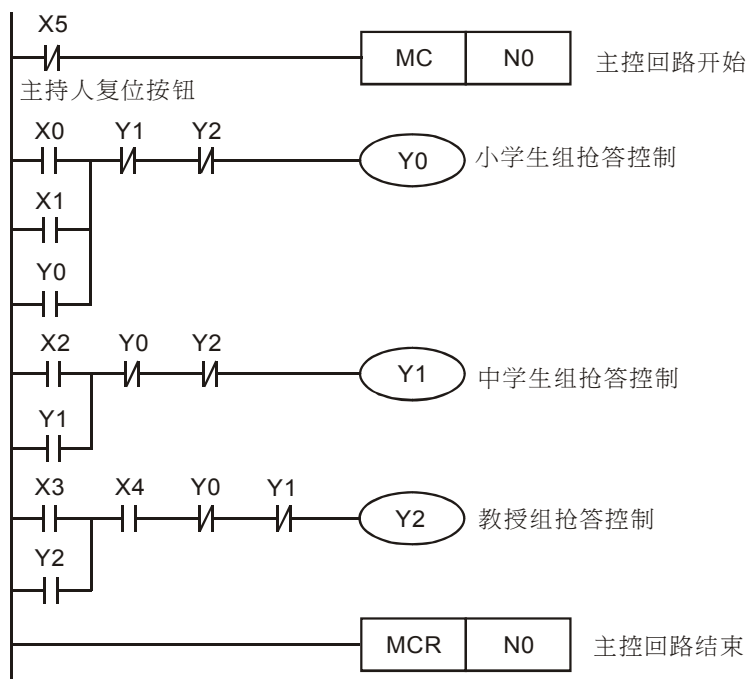 X5
MC N0 主控回路开始
主持人复位按钮
X0 Y1 Y2
Y0 小学生组抢答控制
X1
Y0
X2 Y0 Y2
Y1 中学生组抢答控制
Y1
X3 X4 Y0 Y1
Y2 教授组抢答控制
Y2
MCR N0 主控回路结束